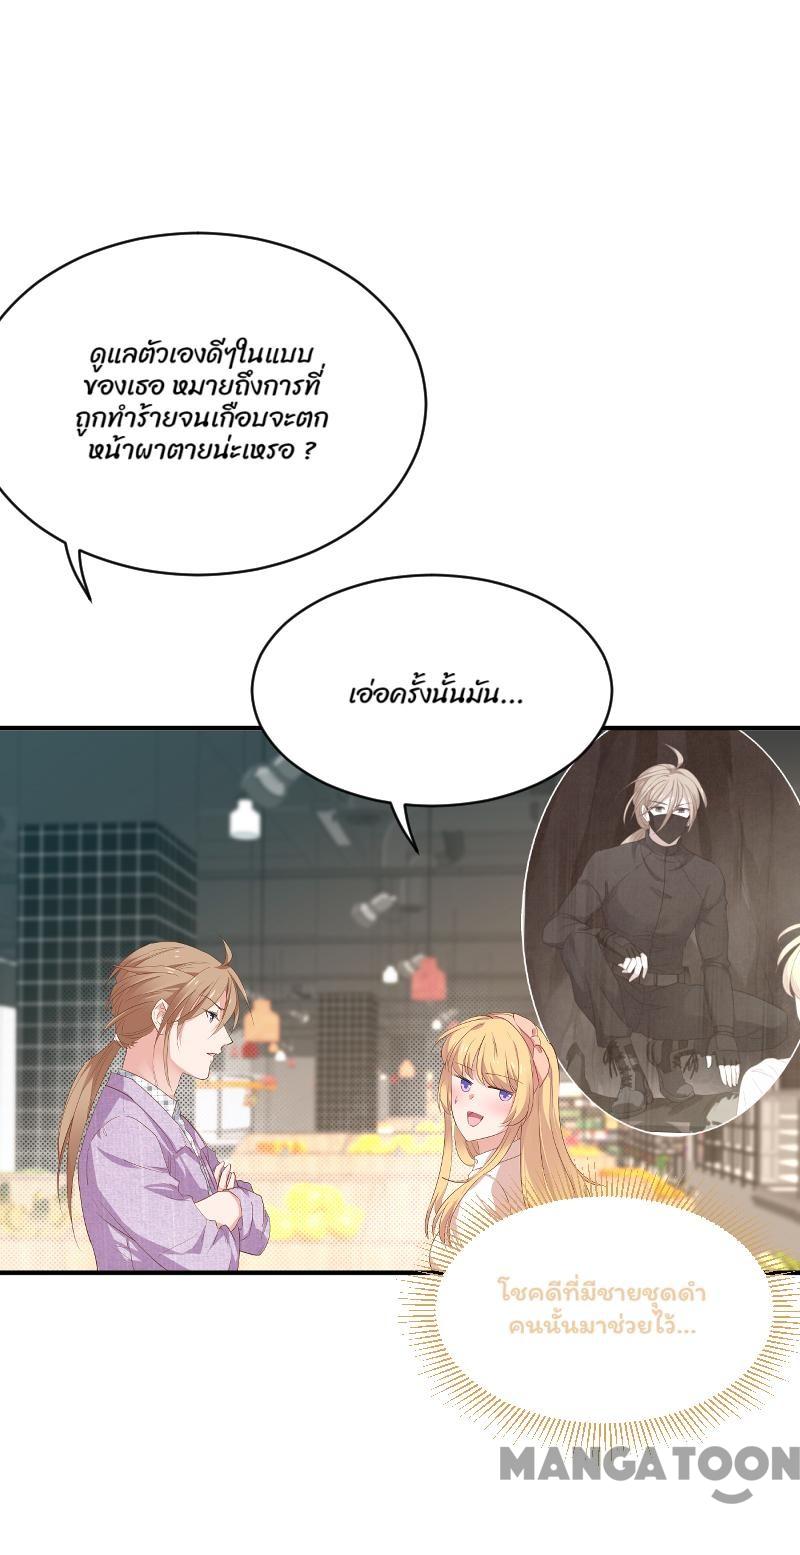 ดูแลตัวเองดีๆในแบบ
ของเธอ หมายถึงการที่
ถูกทำร้ายจนเกือบจะตก
หน้าผาตายน่ะเหรอ ?
เอ่อครั้งนั้นมัน...
โชคดีที่มีชายชุดดำ
คนนั้นมาช่วยไว้...
MANGATOON